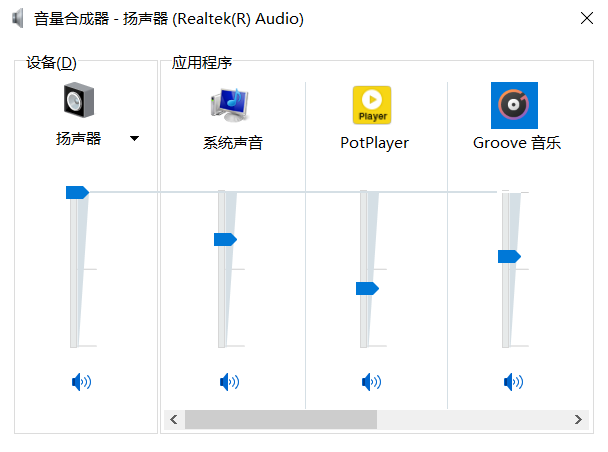 音量合成器 - 扬声器 (Realtek(R) Audio)
设备(D)
应用程序
扬声器
系统声音
Player
PotPlayer
Groove 音乐